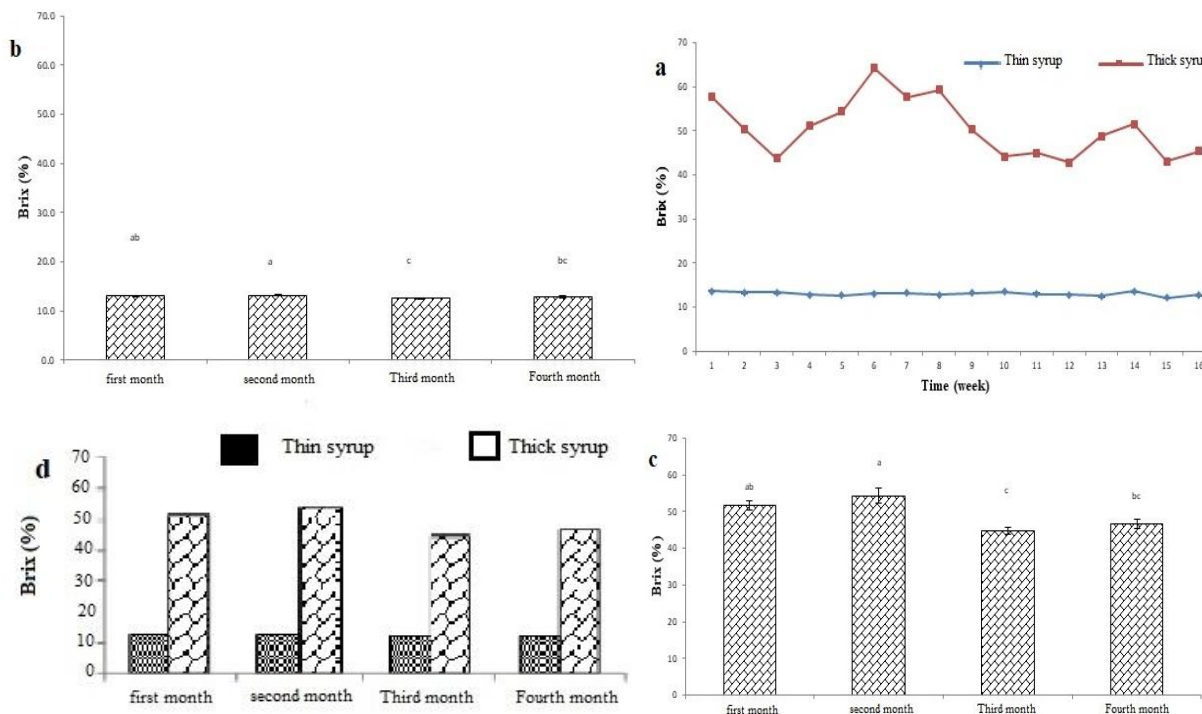 b
70.0
60.0
50.0
40.0
30.0
20.0
10.0
0.0
Brix (%)
ab
a
c
bc
first month
second month
Third month
Fourth month
a
Thin syrup
Thick syru
70
60
50
40
30
20
10
0
Brix (%)
1 2 3 4 5 6 7 8 9 10 11 12 13 14 15 16
Time (week)
d
Thin syrup
Thick syrup
70
60
50
40
30
20
10
0
Brix (%)
first month
second month
Third month
Fourth month
c
70
60
50
40
30
20
10
0
Brix (%)
ab
a
c
bc
first month
second month
Third month
Fourth month